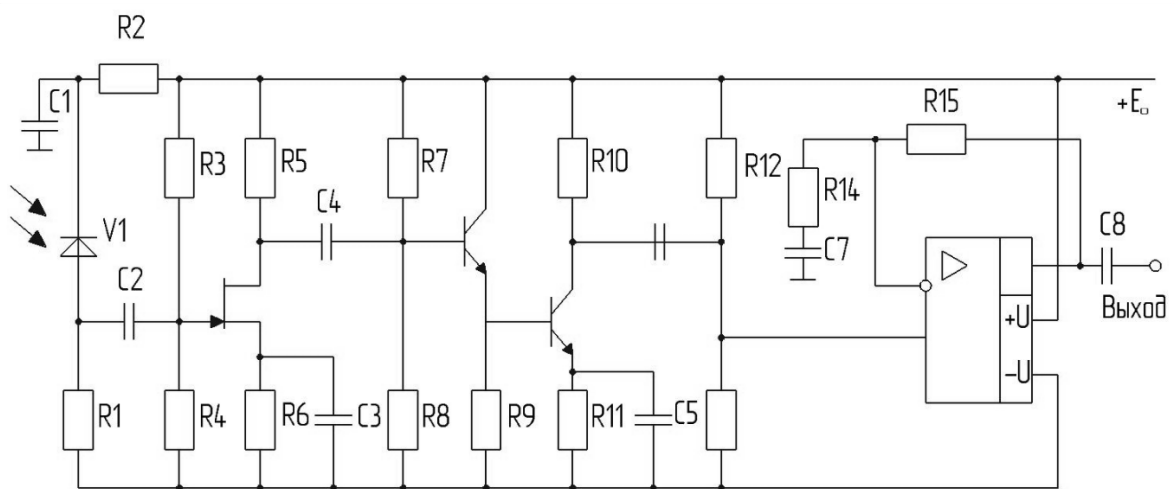 R2
C1
+E₀
R15
R3
R5
R7
R10
R12
R14
C4
V1
C7
C8
C2
Выход
+U
-U
R1
R4
R6
C3
R8
R9
R11
C5